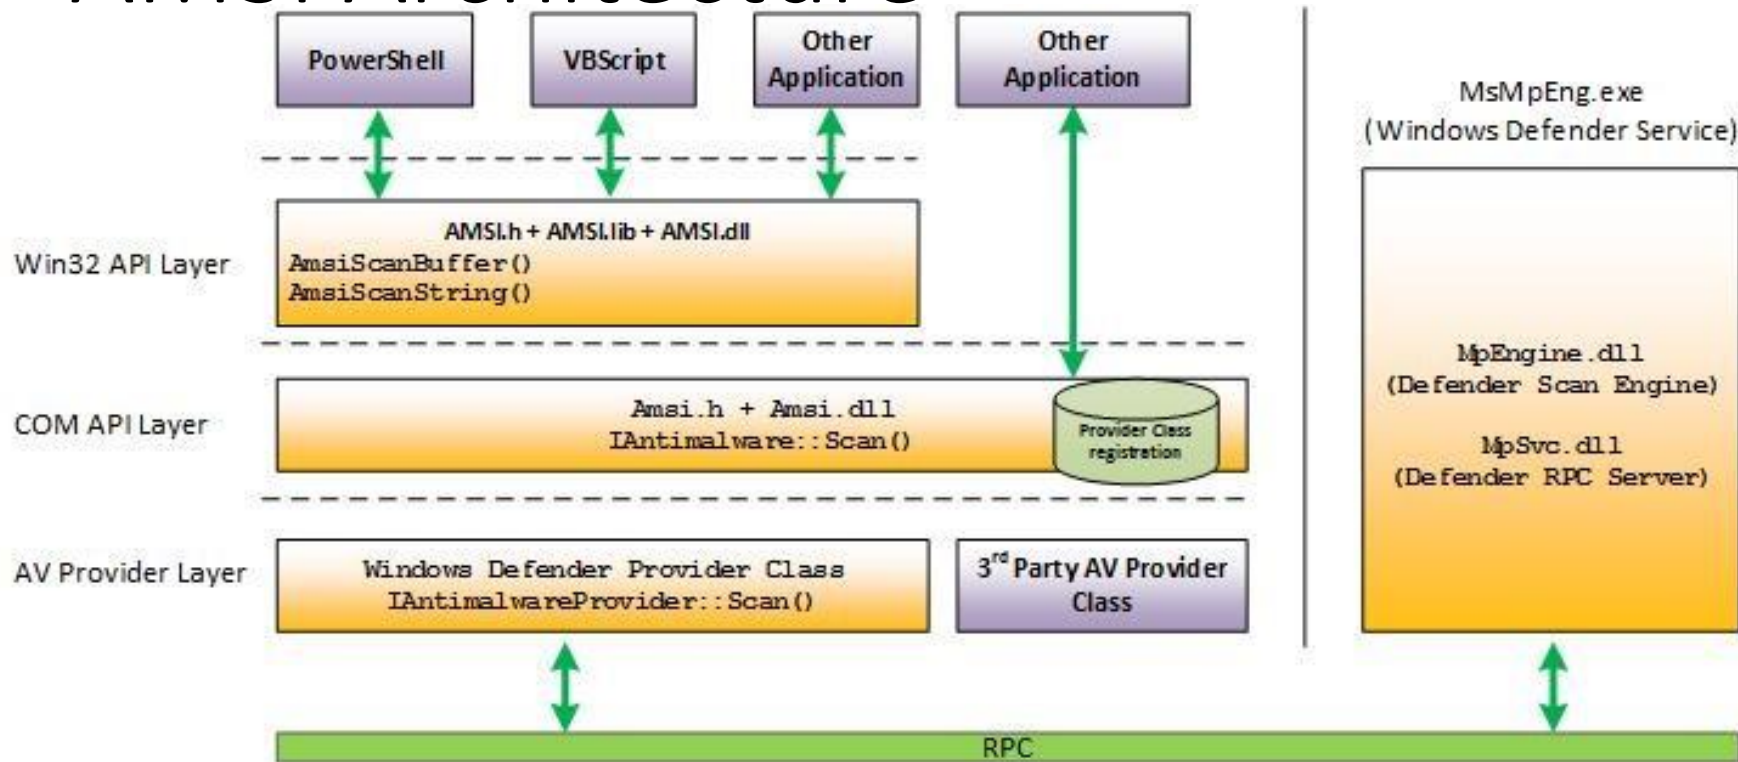 PowerShell
VBScript
Other
Application
Other
Application
MsMpEng.exe
(Windows Defender Service)
Win32 API Layer
AMSI.h + AMSI.lib + AMSI.dll
AmsiScanBuffer()
AmsiScanString()
COM API Layer
Amsi.h + Amsi.dll
IAntimalware::Scan()
Provider Class
registration
MpEngine.dll
(Defender Scan Engine)
MpSvc.dll
(Defender RPC Server)
AV Provider Layer
Windows Defender Provider Class
IAntimalwareProvider::Scan()
3rd Party AV Provider
Class
RPC